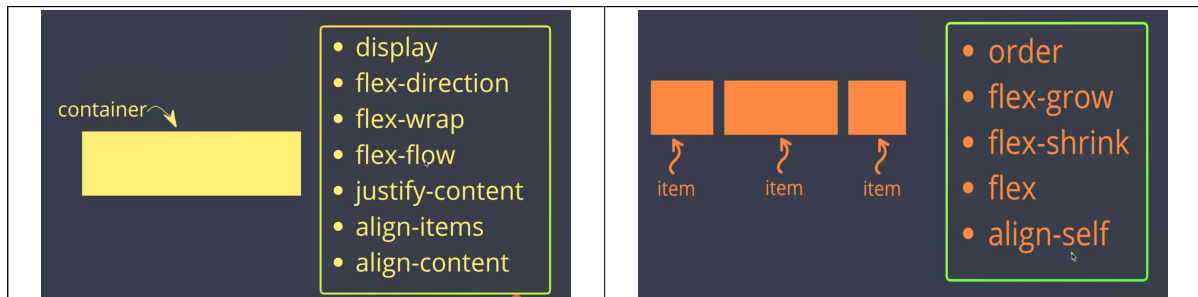 container
display
flex-direction
flex-wrap
flex-flow
justify-content
align-items
align-content
item
item
item
order
flex-grow
flex-shrink
flex
align-self